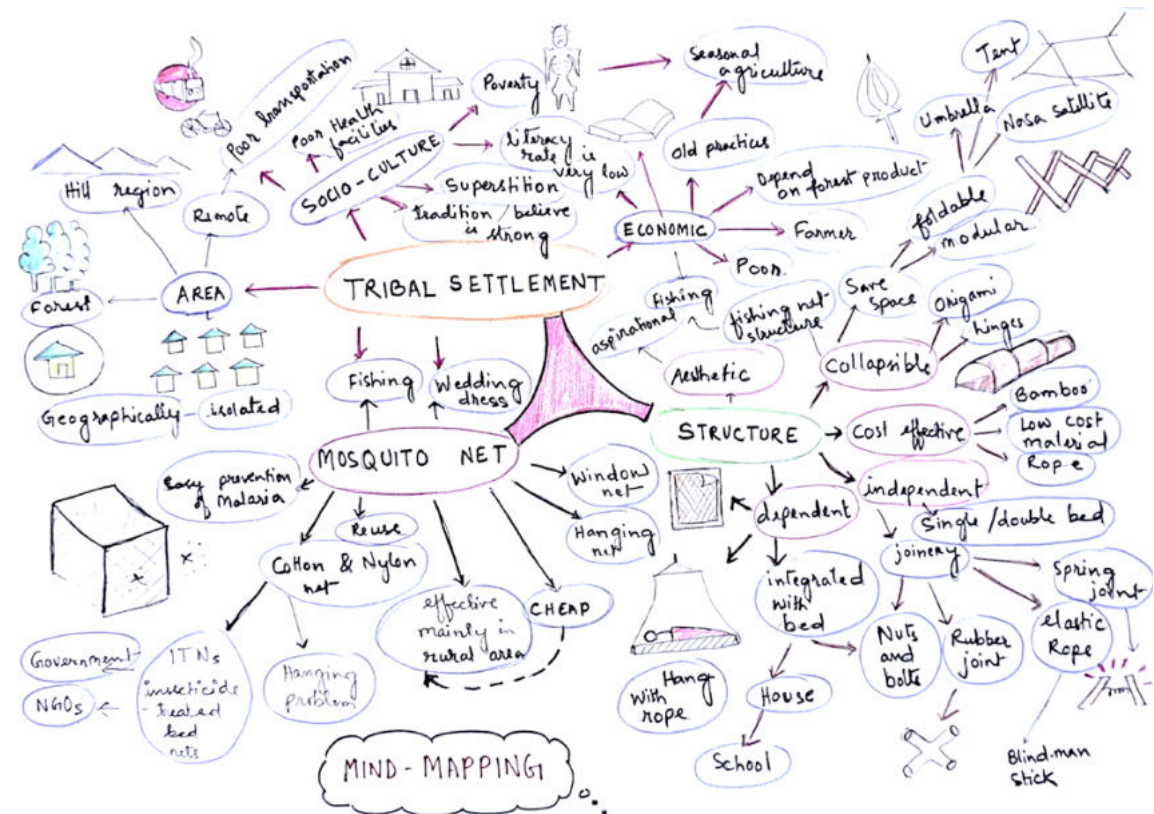 Tent
Nasa satellite
Umbrella
Seasonal
agriculture
Poverty
Poor transpotation
Poor Health
facilities
SOCIO-CULTURE
Literacy
rate is
very low
Superstition
tradition / believe
is strong
Old practices
Depend
on forest product
ECONOMIC
Farmer
Poor.
fishing
foldable
modular
Save
Space
Origami
hinges
Collapsible
fishing net
structure
aspirational
Aesthetic
Hill region
Remote
AREA
Forest
Geographically
isolated
TRIBAL SETTLEMENT
Fishing
Wedding
dress
MOSQUITO NET
STRUCTURE
Cost effective
Bamboo
Low cost
material
Rope
independent
Single /double bed
dependent
joinery
Spring
joint
elastic
Rope
Rubber
joint
Nuts
and
bolts
Blind-man
stick
integrated
with
bed
House
School
Hang
with
rope
Window
net
Hanging
net
CHEAP
effective
mainly in
rural area
Reuse
Easy prevention
of Malaria
Cotton & Nylon
net
Hanging
problem
ITNs
insecticide
-treated
bed
nets
Government
NGOs
MIND-MAPPING